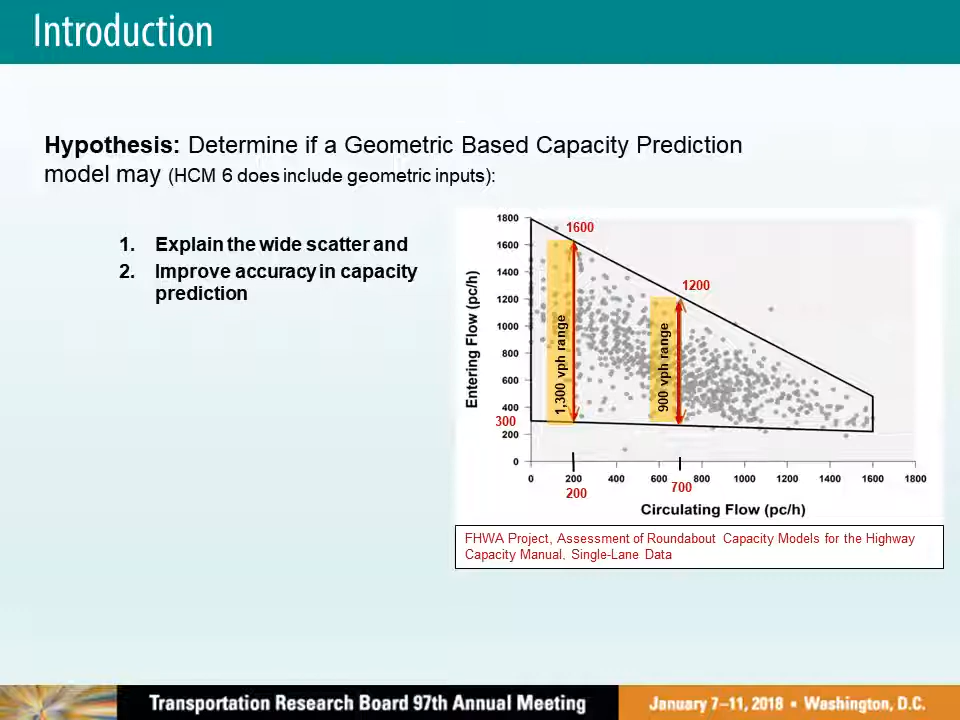 Introduction
Hypothesis: Determine if a Geometric Based Capacity Prediction
model may (HCM 6 does include geometric inputs):
1. Explain the wide scatter and
2. Improve accuracy in capacity
prediction
1800
1600
1400
1200
1000
800
600
400
200
0
300
1600
1200
1,300 vph range
900 vph range
Entering Flow (pc/h)
0 200 400 600 800 1000 1200 1400 1600 1800
200
700
Circulating Flow (pc/h)
FHWA Project, Assessment of Roundabout Capacity Models for the Highway
Capacity Manual. Single-Lane Data
Transportation Research Board 97th Annual Meeting
January 7–11, 2018 • Washington, D.C.